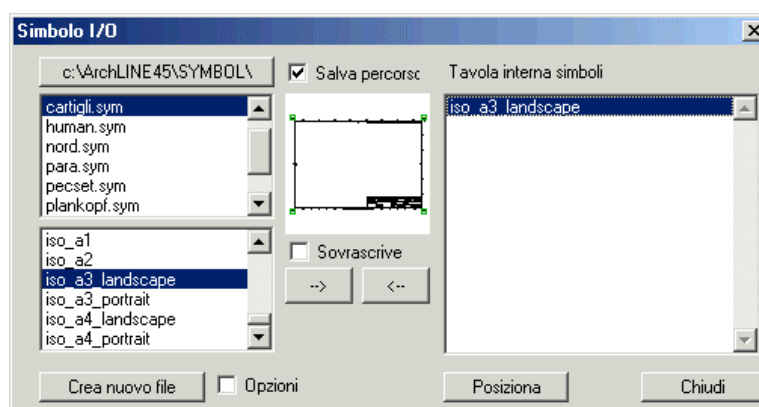 Simbolo I/O
c:\ArchLINE45\SYMBOL\
Salva percorso
Tavola interna simboli
cartigli.sym
human.sym
nord.sym
para.sym
pecset.sym
plankopf.sym
iso_a3_landscape
iso_a1
iso_a2
iso_a3_landscape
iso_a3_portrait
iso_a4_landscape
iso_a4_portrait
Sovrascrive
-->
<--
Crea nuovo file
Opzioni
Posiziona
Chiudi